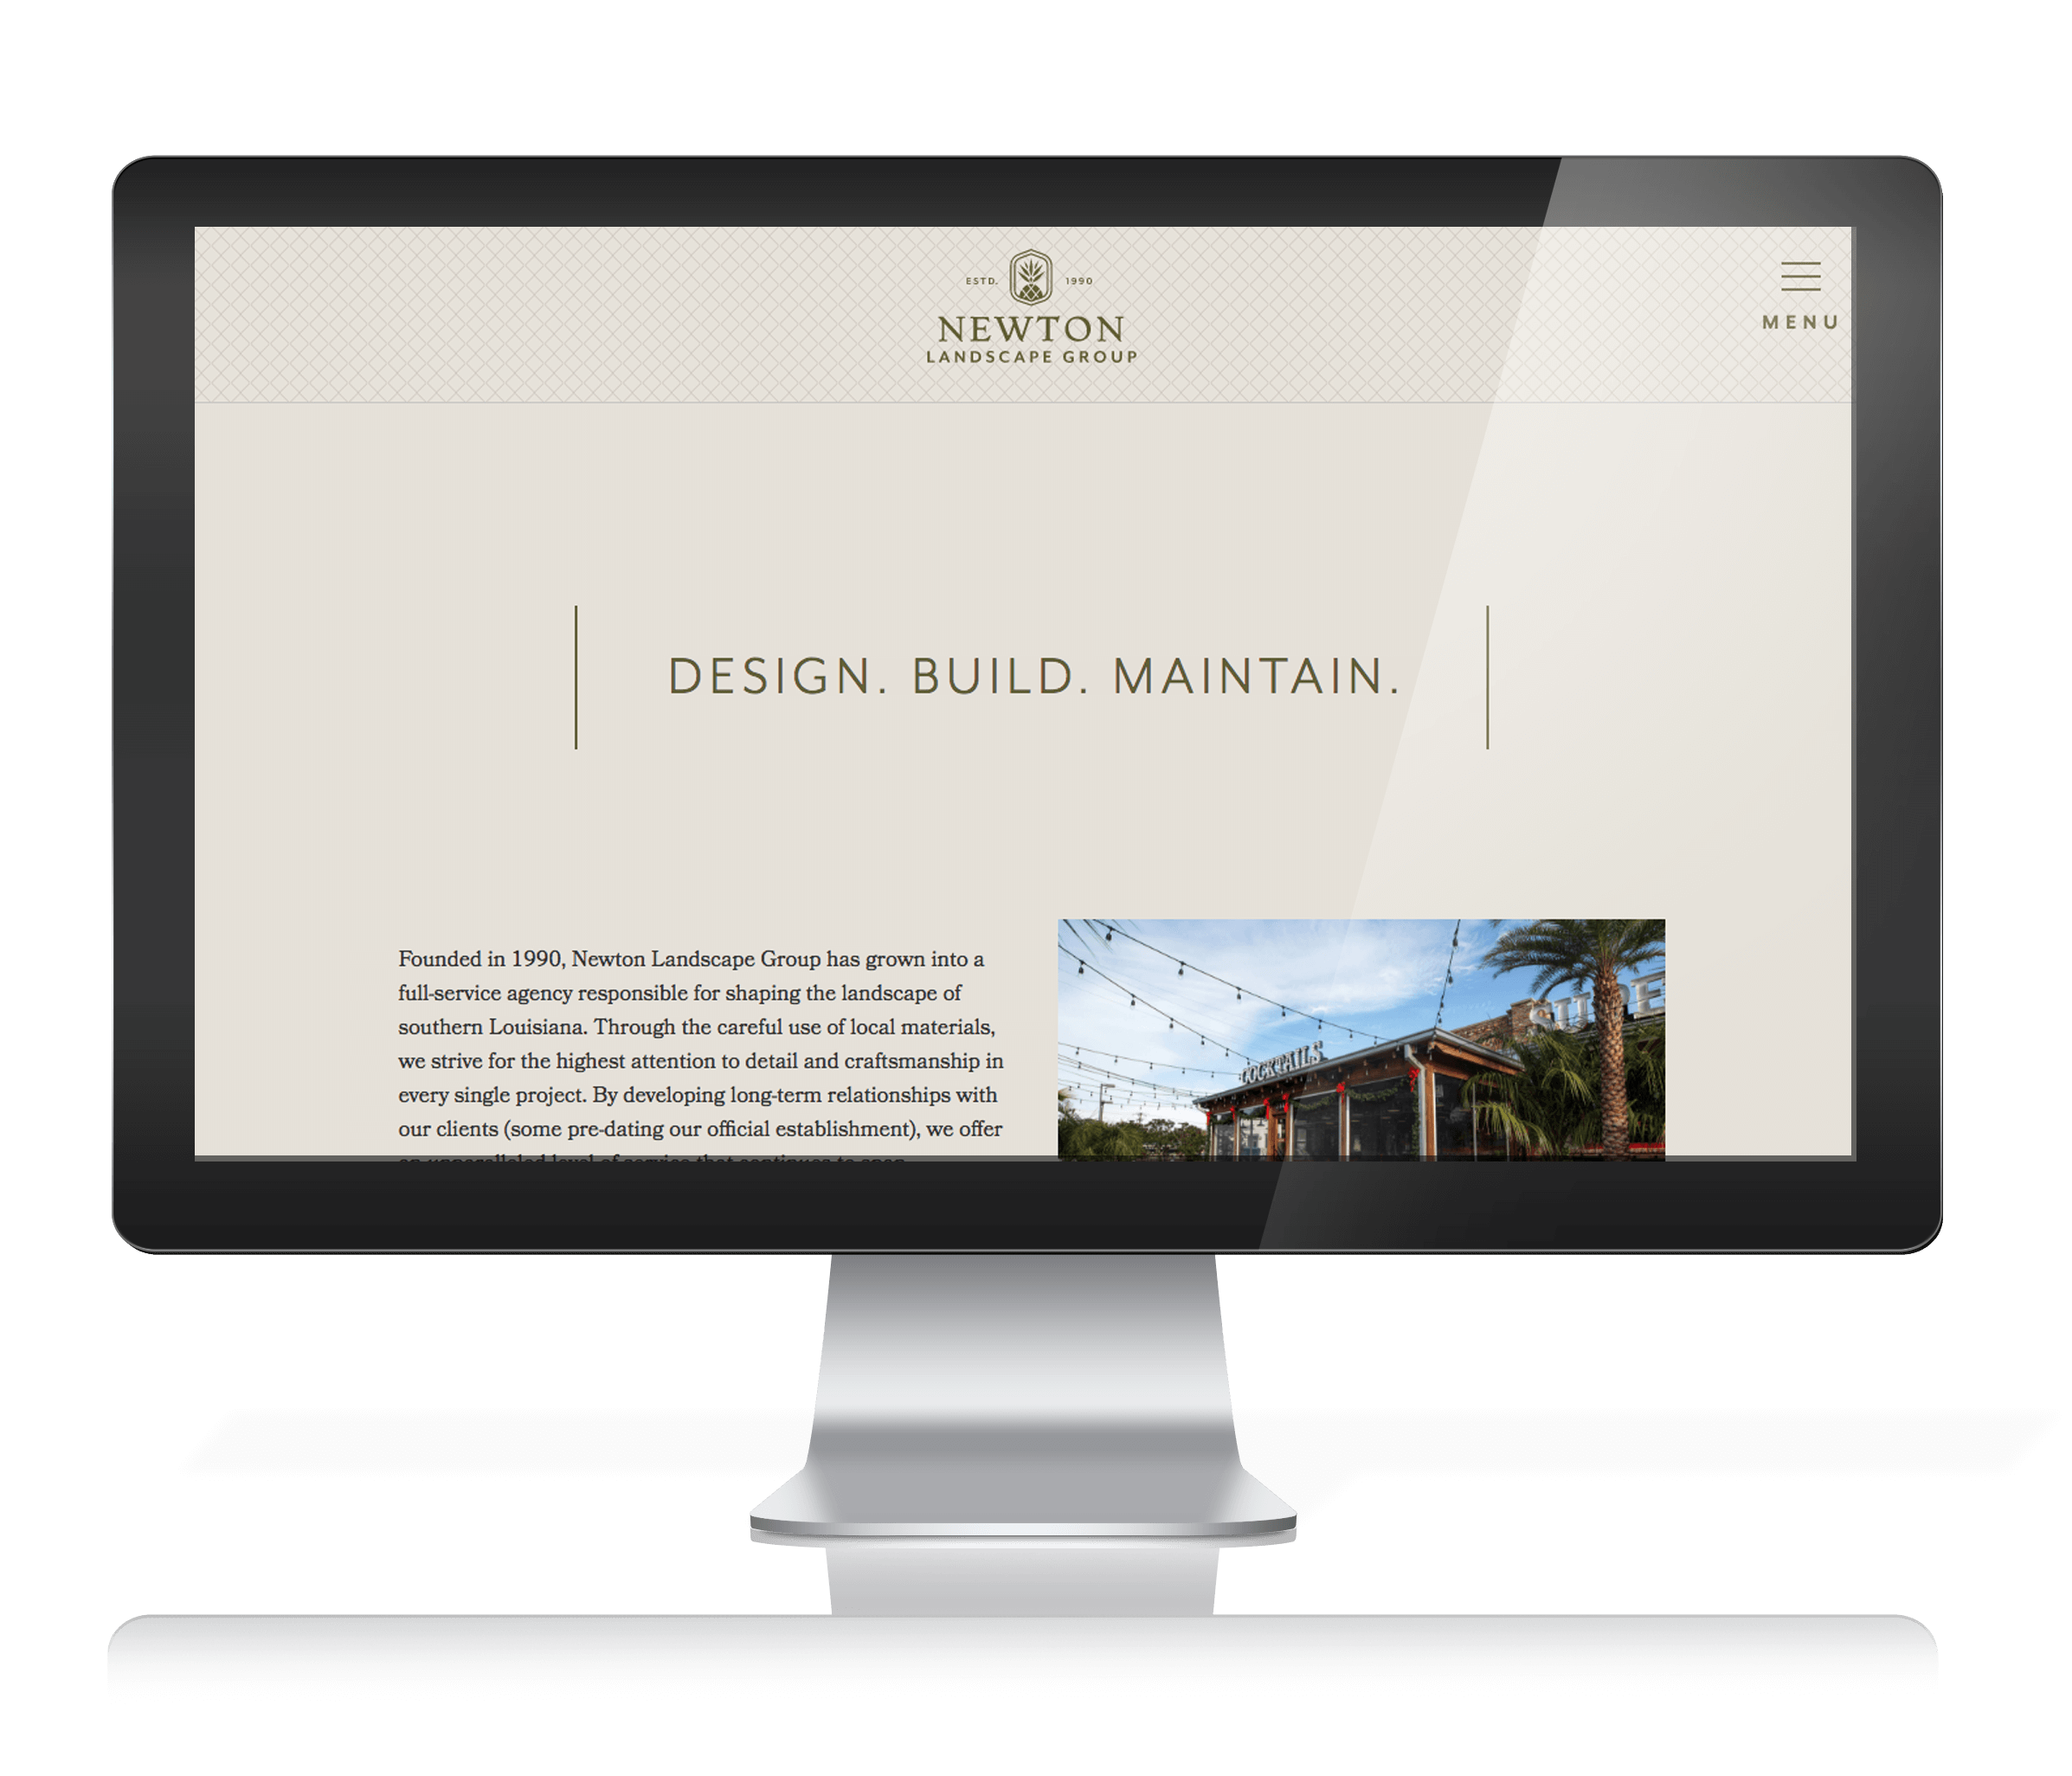 ESTD. 1990
NEWTON
LANDSCAPE GROUP
MENU
DESIGN. BUILD. MAINTAIN.
Founded in 1990, Newton Landscape Group has grown into a
full-service agency responsible for shaping the landscape of
southern Louisiana. Through the careful use of local materials,
we strive for the highest attention to detail and craftsmanship in
every single project. By developing long-term relationships with
our clients (some pre-dating our official establishment), we offer
COCKTAILS